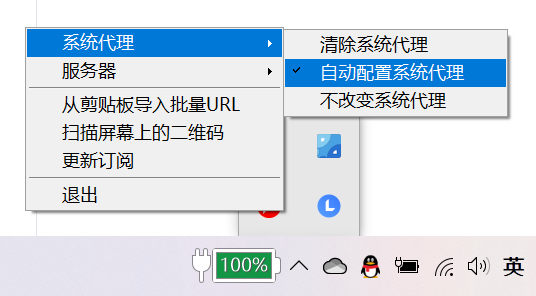 系统代理
服务器
从剪贴板导入批量URL
扫描屏幕上的二维码
更新订阅
退出
清除系统代理
自动配置系统代理
不改变系统代理
100%
英